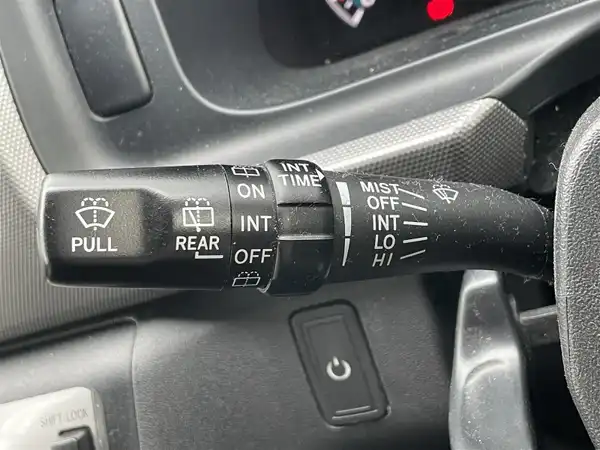 INT
TIME
ON
INT
OFF
PULL
REAR
MIST
OFF
INT
LO
HI
SHIFT LOCK